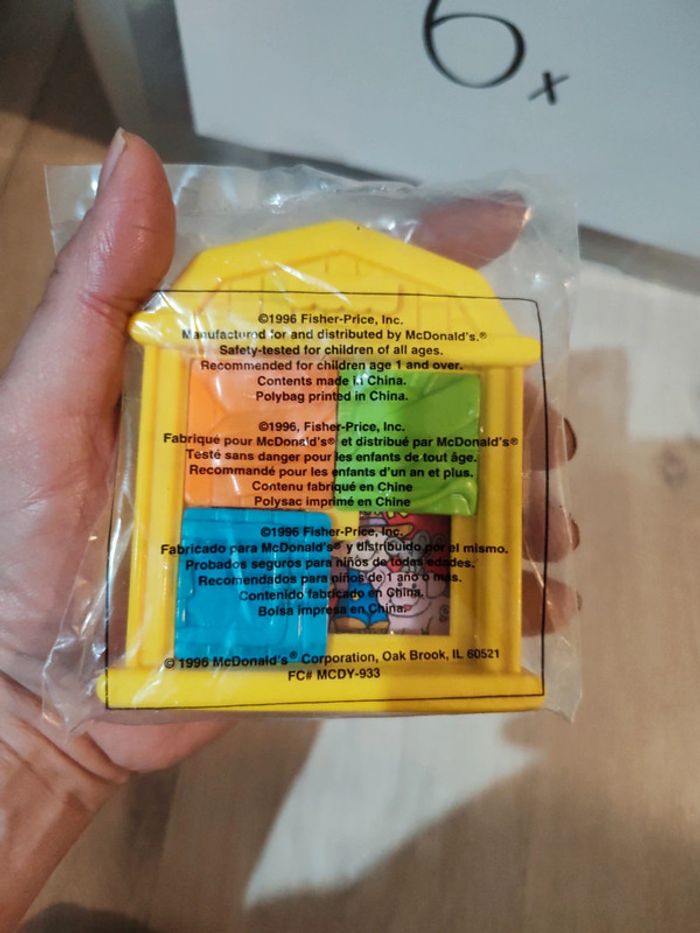 6x
©1996 Fisher-Price, Inc.
Manufactured for and distributed by McDonald's.®
Safety-tested for children of all ages.
Recommended for children age 1 and over.
Contents made in China.
Polybag printed in China.
©1996, Fisher-Price, Inc.
Fabriqué pour McDonald's® et distribué par McDonald's®
Testé sans danger pour les enfants de tout âge.
Recommandé pour les enfants d'un an et plus.
Contenu fabriqué en Chine
Polysac imprimé en Chine
©1996 Fisher-Price, Inc.
Fabricado para McDonald's® y distribuido por el mismo.
Probados seguros para niños de todas edades.
Recomendados para niños de 1 ano o mas.
Contenido fabricado en China.
Bolsa impresa en China.
©1996 McDonald's® Corporation, Oak Brook, IL 60521
FC# MCDY-933